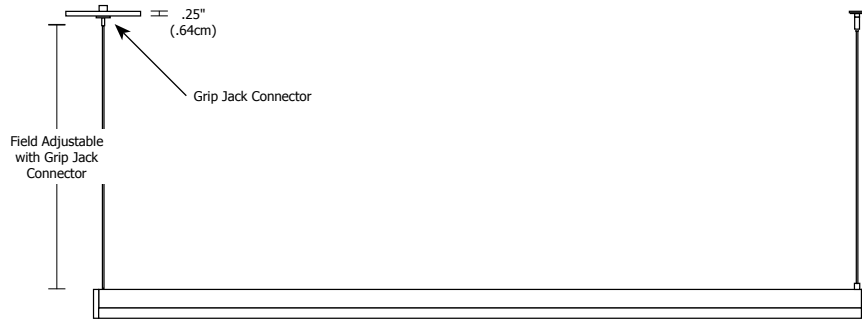 .25"
(.64cm)
Grip Jack Connector
Field Adjustable
with Grip Jack
Connector